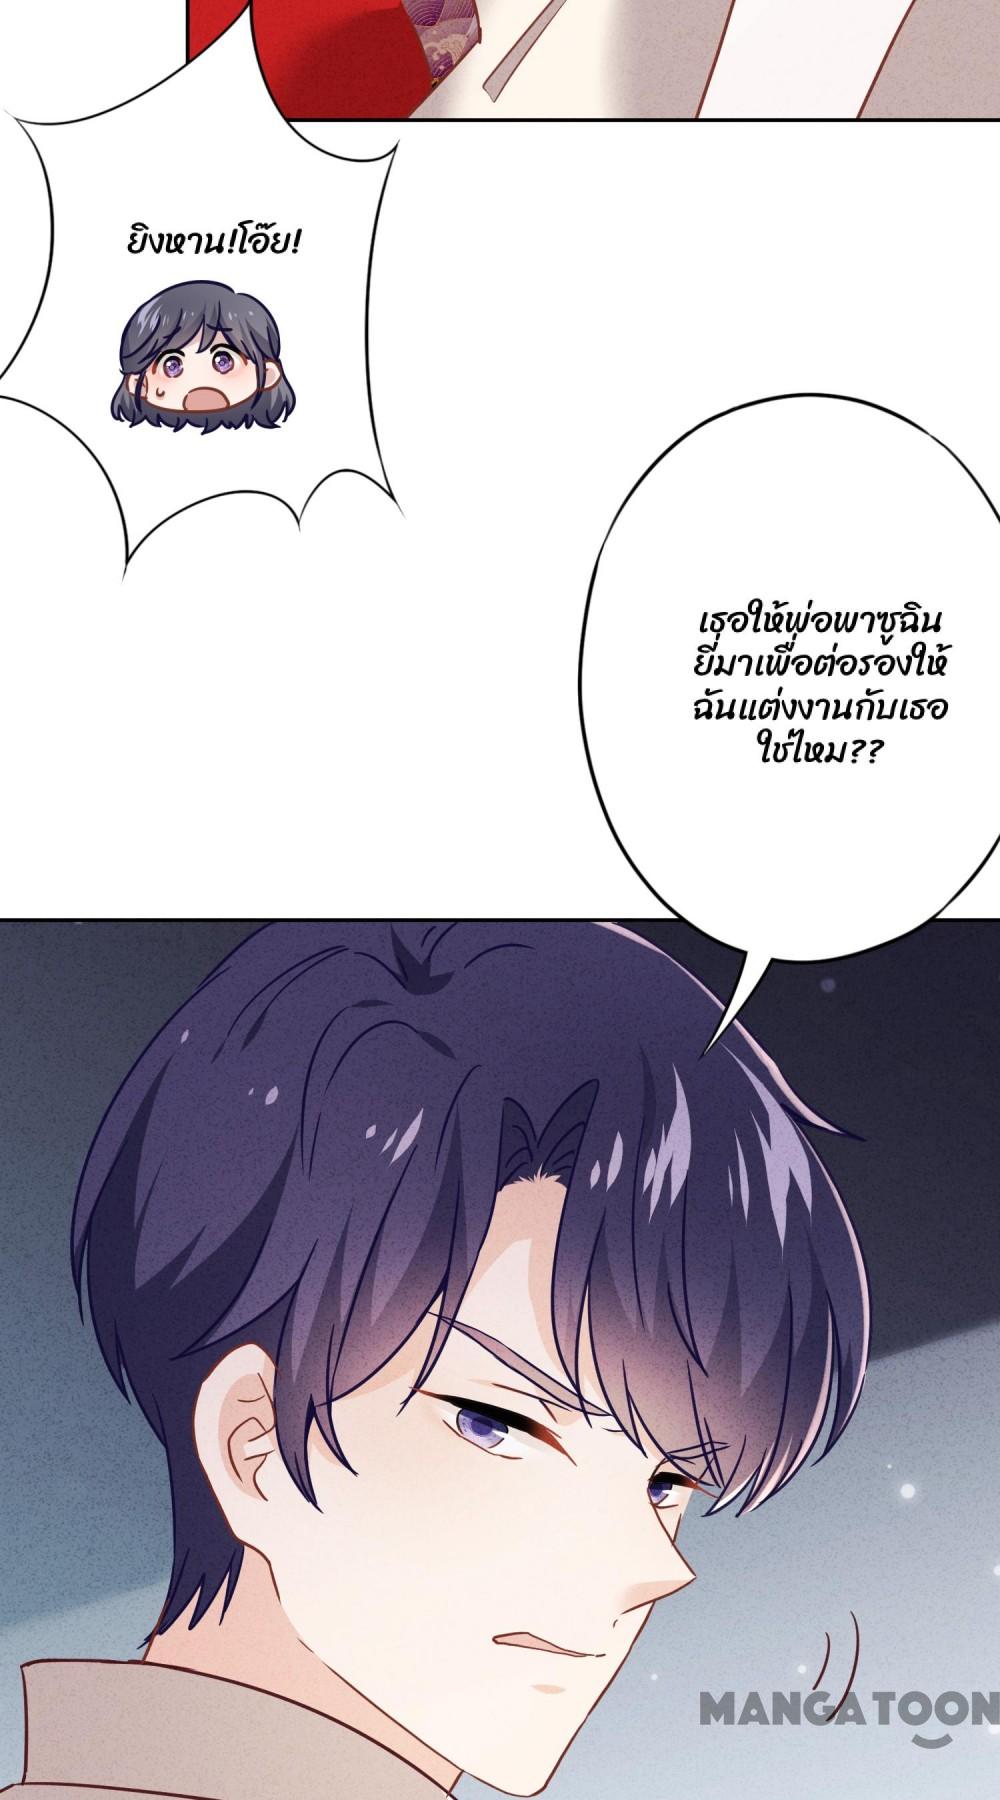 ยิงหาน!โอ๊ย!
เธอให้พ่อพาซูฉิน
ยี่มาเพื่อต่อรองให้
ฉันแต่งงานกับเธอ
ใช่ไหม??
MANGATOON